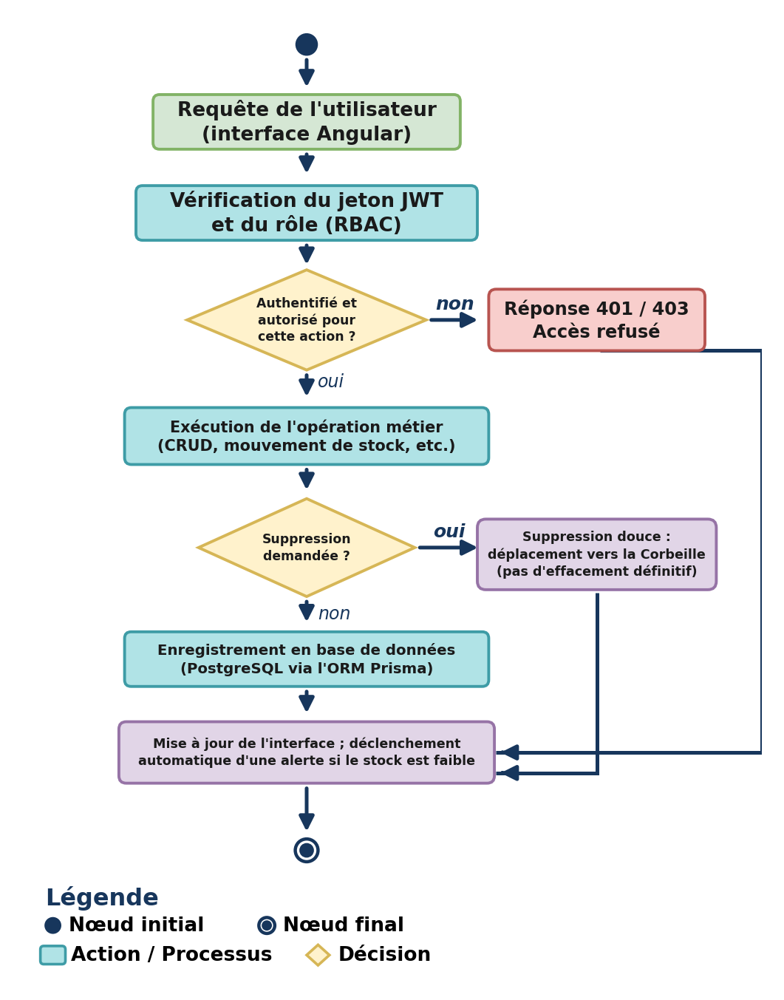 Requête de l'utilisateur
(interface Angular)
Vérification du jeton JWT
et du rôle (RBAC)
Authentifié et
autorisé pour
cette action ?
non
Réponse 401 / 403
Accès refusé
oui
Exécution de l'opération métier
(CRUD, mouvement de stock, etc.)
Suppression
demandée ?
oui
Suppression douce :
déplacement vers la Corbeille
(pas d'effacement définitif)
non
Enregistrement en base de données
(PostgreSQL via l'ORM Prisma)
Mise à jour de l'interface ; déclenchement
automatique d'une alerte si le stock est faible
Légende
Nœud initial
Nœud final
Action / Processus
Décision